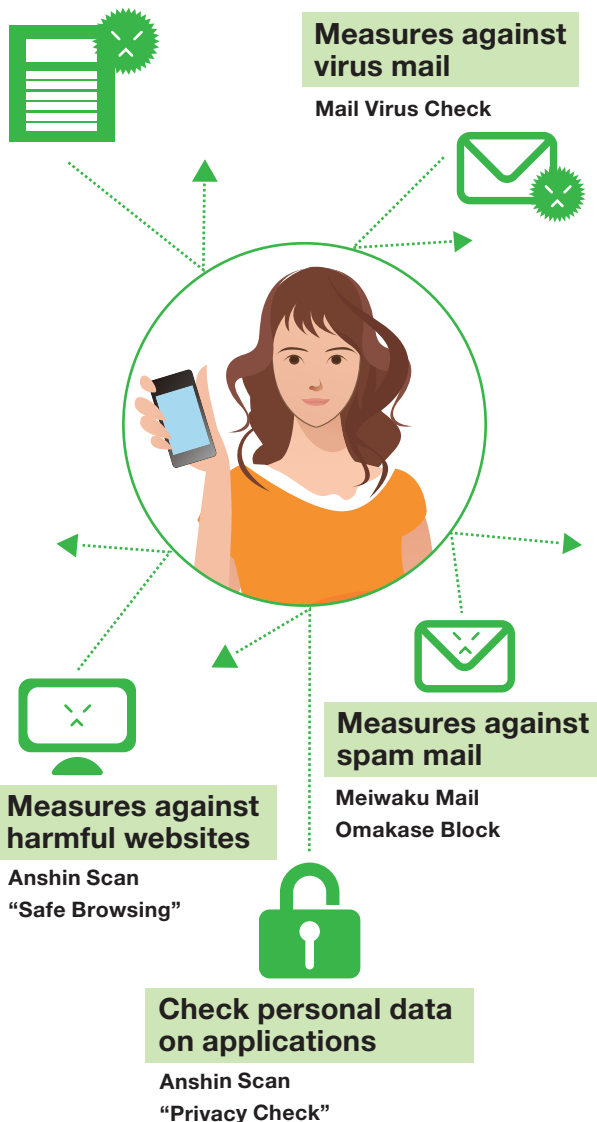 Measures against
virus mail
Mail Virus Check
Measures against
spam mail
Meiwaku Mail
Omakase Block
Measures against
harmful websites
Anshin Scan
“Safe Browsing”
Check personal data
on applications
Anshin Scan
“Privacy Check”